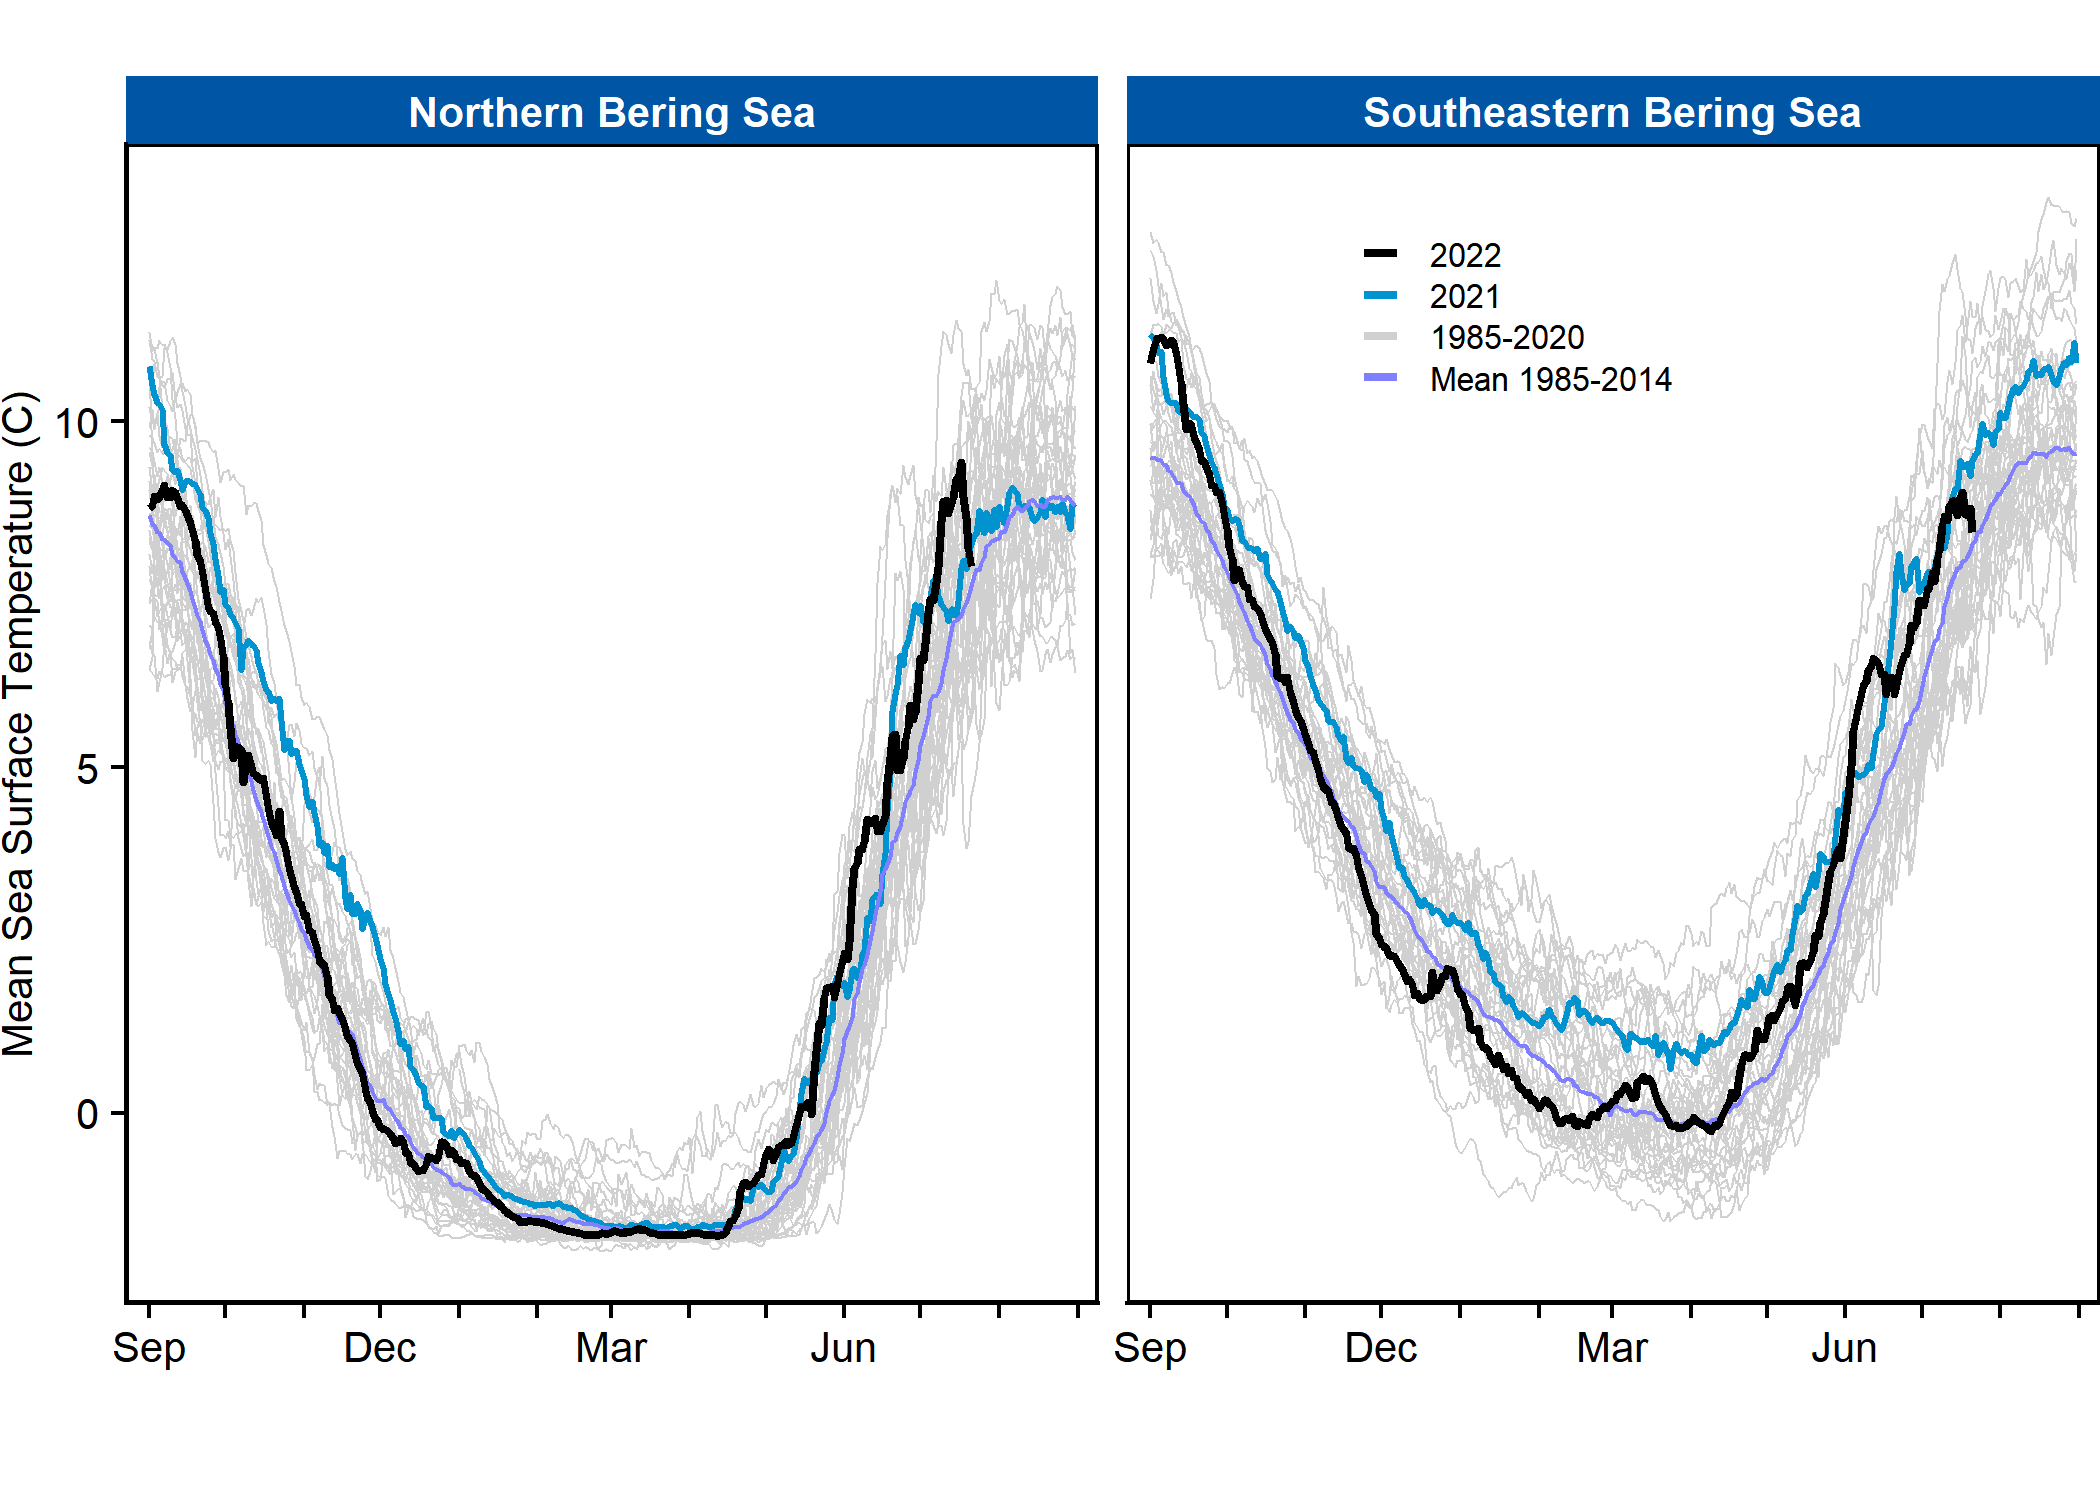 Northern Bering Sea
Southeastern Bering Sea
Mean Sea Surface Temperature (C)
10
5
0
2022
2021
1985-2020
Mean 1985-2014
Sep Dec Mar Jun
Sep Dec Mar Jun